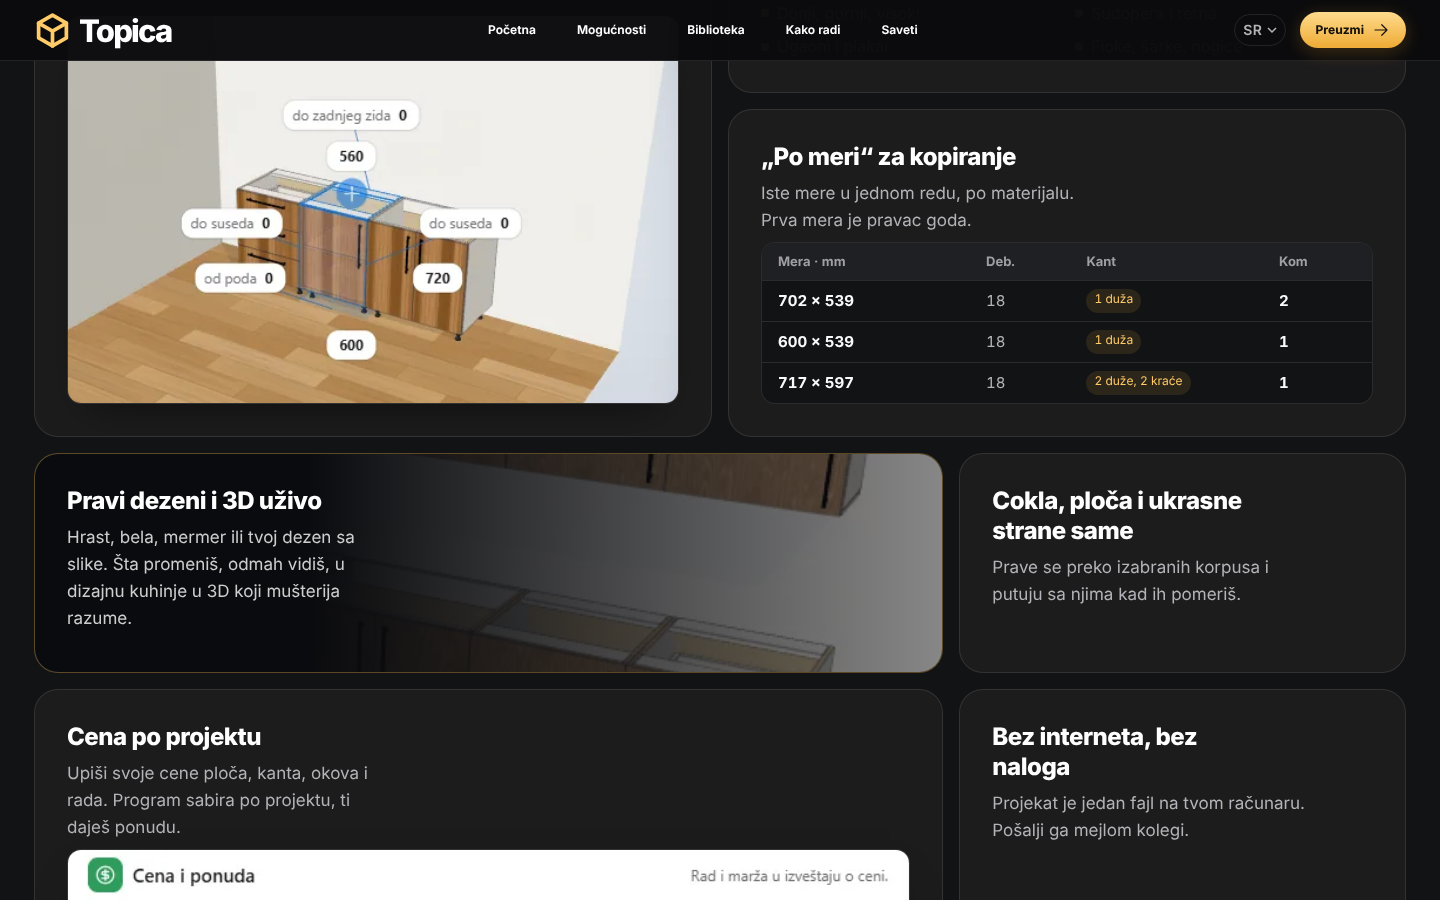 Topica
Početna
Mogućnosti
Biblioteka
Kako radi
Saveti
SR
Preuzmi
do zadnjeg zida 0
560
do suseda 0
do suseda 0
od poda 0
720
600
„Po meri“ za kopiranje
Iste mere u jednom redu, po materijalu.
Prva mera je pravac goda.
Mera · mm Deb. Kant Kom
702 × 539 18 1 duža 2
600 × 539 18 1 duža 1
717 × 597 18 2 duže, 2 kraće 1
Pravi dezeni i 3D uživo
Hrast, bela, mermer ili tvoj dezen sa
slike. Šta promeniš, odmah vidiš, u
dizajnu kuhinje u 3D koji mušterija
razume.
Cokla, ploča i ukrasne
strane same
Prave se preko izabranih korpusa i
putuju sa njima kad ih pomeriš.
Cena po projektu
Upiši svoje cene ploča, kanta, okova i
rada. Program sabira po projektu, ti
daješ ponudu.
Cena i ponuda
Rad i marža u izveštaju o ceni.
Bez interneta, bez
naloga
Projekat je jedan fajl na tvom računaru.
Pošalji ga mejlom kolegi.